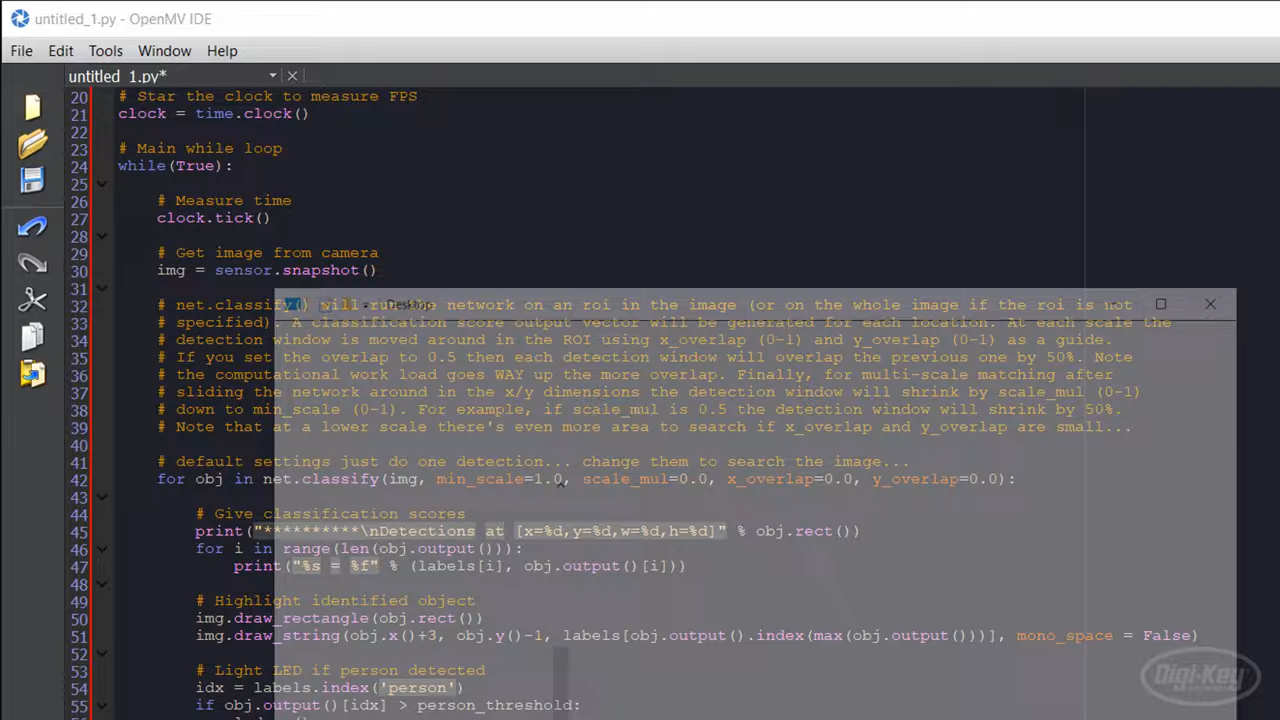 untitled_1.py - OpenMV IDE
File Edit Tools Window Help
untitled_1.py*
20 # Star the clock to measure FPS
21 clock = time.clock()
22
23 # Main while loop
24 while(True):
25
26 # Measure time
27 clock.tick()
28
29 # Get image from camera
30 img = sensor.snapshot()
31
Desktop
32 # net.classify() will run the network on an roi in the image (or on the whole image if the roi is not
33 # specified). A classification score output vector will be generated for each location. At each scale the
34 # detection window is moved around in the ROI using x_overlap (0-1) and y_overlap (0-1) as a guide.
35 # If you set the overlap to 0.5 then each detection window will overlap the previous one by 50%. Note
36 # the computational work load goes WAY up the more overlap. Finally, for multi-scale matching after
37 # sliding the network around in the x/y dimensions the detection window will shrink by scale_mul (0-1)
38 # down to min_scale (0-1). For example, if scale_mul is 0.5 the detection window will shrink by 50%.
39 # Note that at a lower scale there's even more area to search if x_overlap and y_overlap are small...
40
41 # default settings just do one detection... change them to search the image...
42 for obj in net.classify(img, min_scale=1.0, scale_mul=0.0, x_overlap=0.0, y_overlap=0.0):
43
44 # Give classification scores
45 print("**********\nDetections at [x=%d,y=%d,w=%d,h=%d]" % obj.rect())
46 for i in range(len(obj.output())):
47 print("%s = %f" % (labels[i], obj.output()[i]))
48
49 # Highlight identified object
50 img.draw_rectangle(obj.rect())
51 img.draw_string(obj.x()+3, obj.y()-1, labels[obj.output().index(max(obj.output()))], mono_space = False)
52
53 # Light LED if person detected
54 idx = labels.index('person')
55 if obj.output()[idx] > person_threshold:
Digi-Key